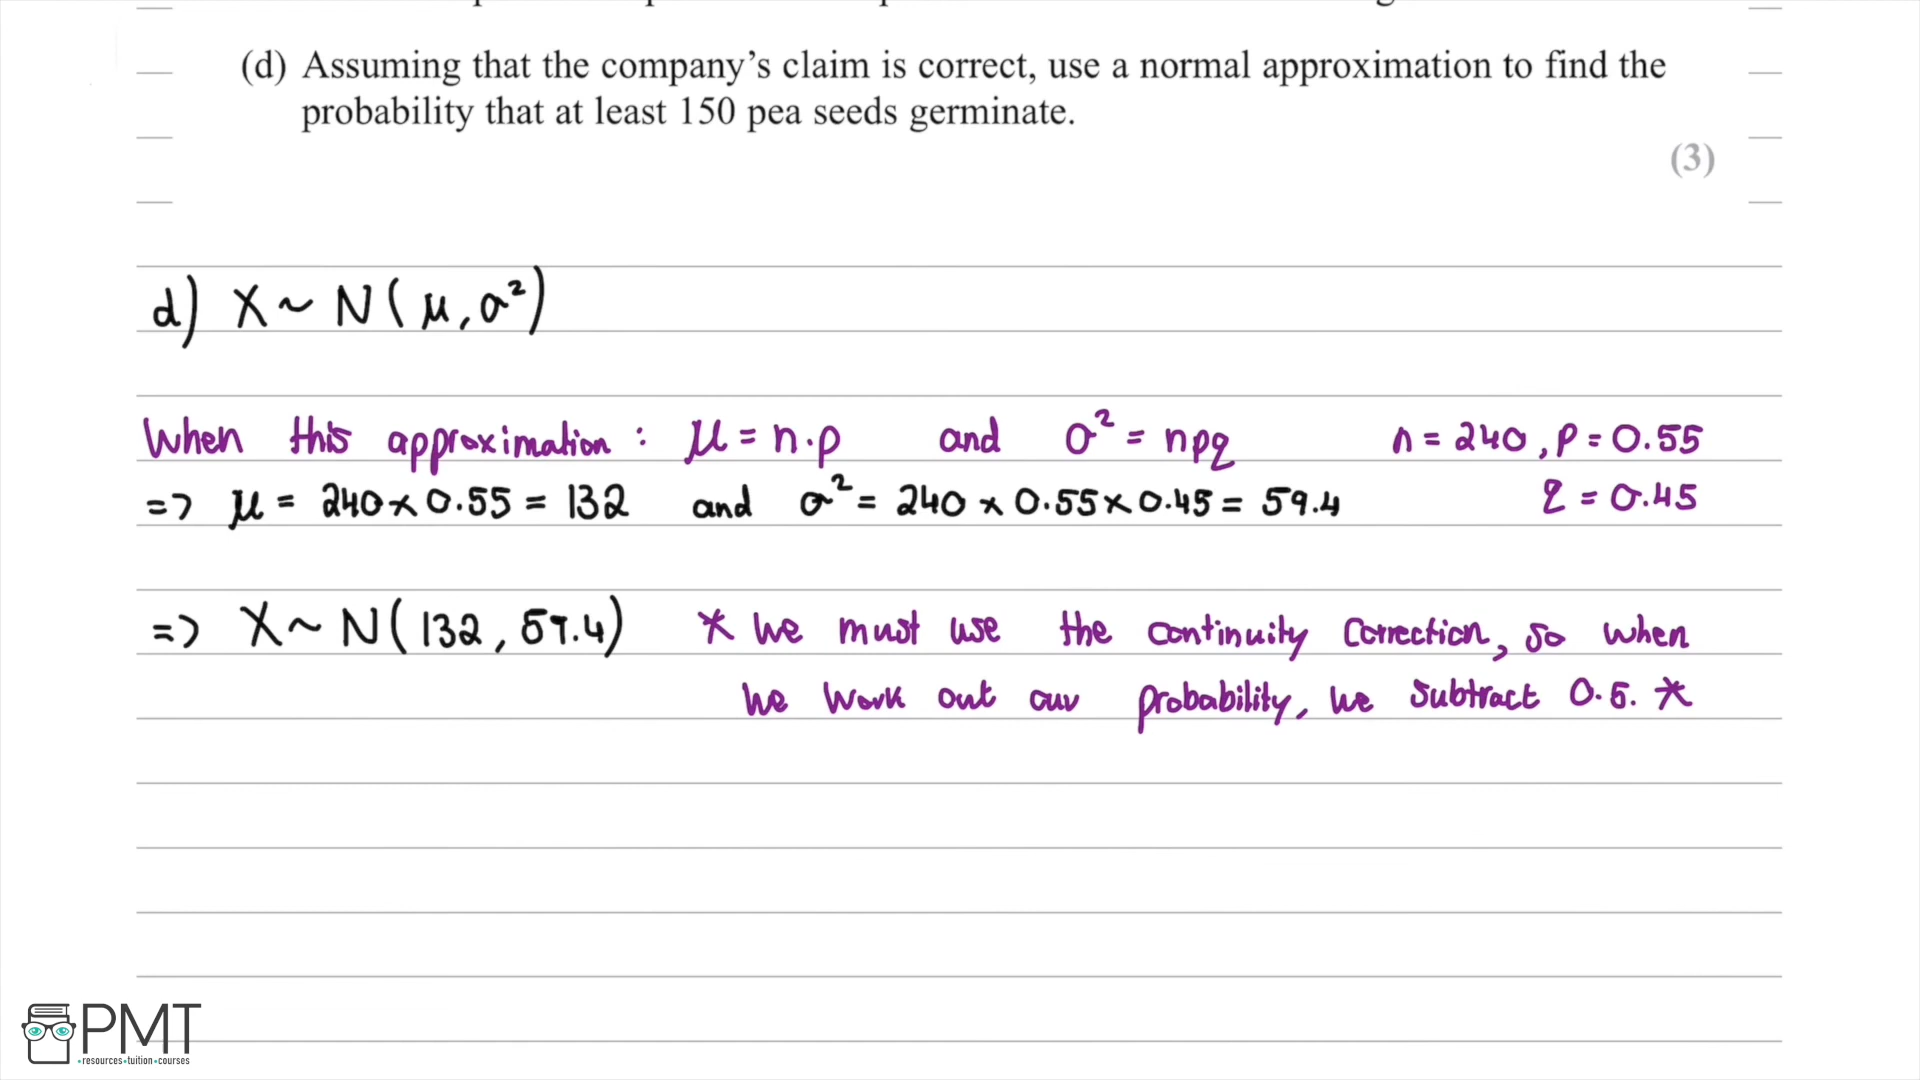 (d) Assuming that the company's claim is correct, use a normal approximation to find the
probability that at least 150 pea seeds germinate.
(3)
d) X ~ N(μ, σ²)
When this approximation: μ = n·p and σ² = npq n = 240, p = 0.55
=> μ = 240 × 0.55 = 132 and σ² = 240 × 0.55 × 0.45 = 59.4 q = 0.45
=> X ~ N(132, 59.4) * We must use the continuity correction, so when
we work out our probability, we subtract 0.5. *
PMT
•resources•tuition•courses